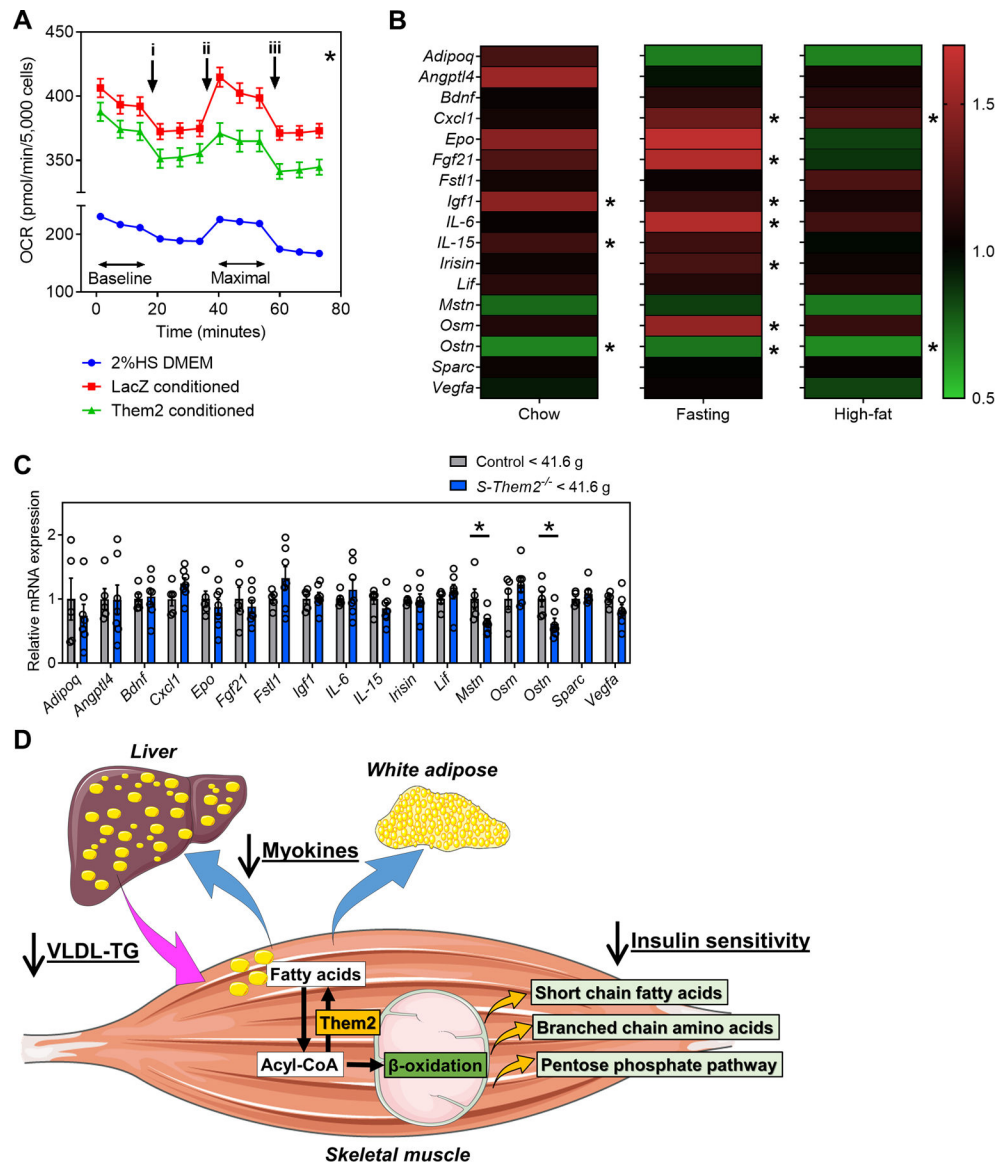 A
OCR (pmol/min/5,000 cells)
450
400
350
200
100
i
ii
iii
*
Baseline
Maximal
0
20
40
60
80
Time (minutes)
2%HS DMEM
LacZ conditioned
Them2 conditioned
B
Adipoq
Angptl4
Bdnf
Cxcl1
* *
Epo
Fgf21
*
Fstl1
Igf1
* *
IL-6
*
IL-15
*
Irisin
*
Lif
Mstn
Osm
*
Ostn
* * *
Sparc
Vegfa
Chow
Fasting
High-fat
1.5
1.0
0.5
C
Control < 41.6 g
S-Them2-/- < 41.6 g
Relative mRNA expression
2
1
0
*
*
Adipoq
Angptl4
Bdnf
Cxcl1
Epo
Fgf21
Fstl1
Igf1
IL-6
IL-15
Irisin
Lif
Mstn
Osm
Ostn
Sparc
Vegfa
D
Liver
White adipose
Myokines
VLDL-TG
Insulin sensitivity
Fatty acids
Them2
Acyl-CoA
β-oxidation
Short chain fatty acids
Branched chain amino acids
Pentose phosphate pathway
Skeletal muscle